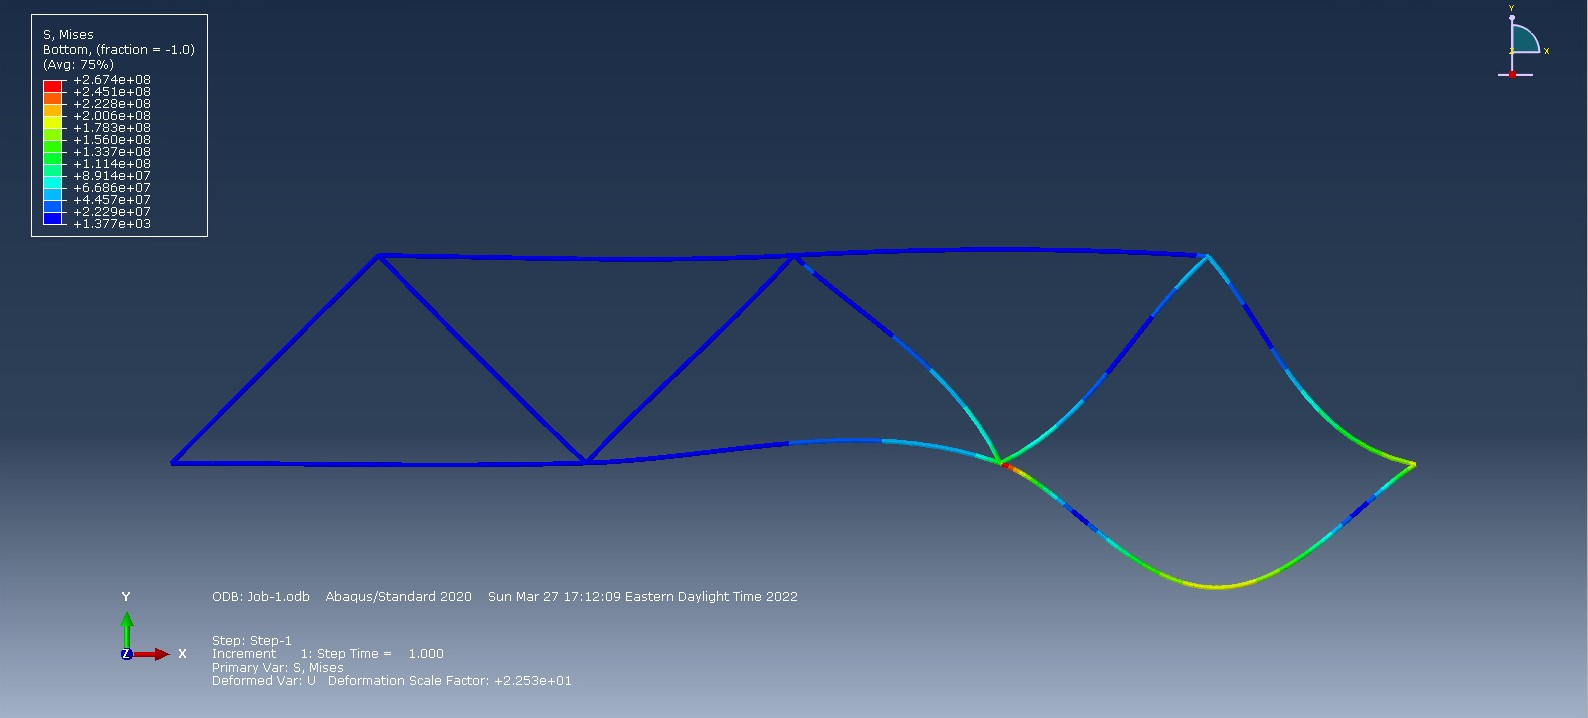 S, Mises
Bottom, (fraction = -1.0)
(Avg: 75%)
+2.674e+08
+2.451e+08
+2.228e+08
+2.006e+08
+1.783e+08
+1.560e+08
+1.337e+08
+1.114e+08
+8.914e+07
+6.686e+07
+4.457e+07
+2.229e+07
+1.377e+03
Y
X
Z
Y
X
Z
ODB: Job-1.odb Abaqus/Standard 2020 Sun Mar 27 17:12:09 Eastern Daylight Time 2022
Step: Step-1
Increment 1: Step Time = 1.000
Primary Var: S, Mises
Deformed Var: U Deformation Scale Factor: +2.253e+01